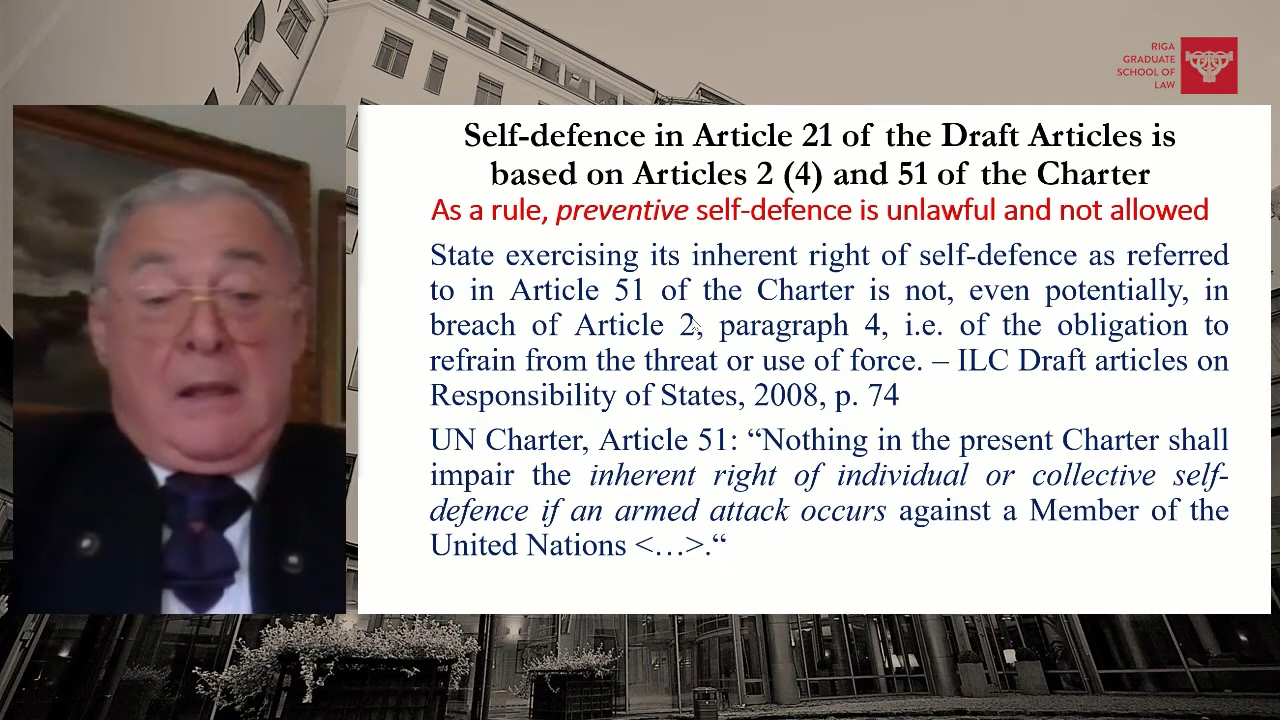 RIGA
GRADUATE
SCHOOL OF
LAW
Self-defence in Article 21 of the Draft Articles is
based on Articles 2 (4) and 51 of the Charter
As a rule, preventive self-defence is unlawful and not allowed
State exercising its inherent right of self-defence as referred
to in Article 51 of the Charter is not, even potentially, in
breach of Article 2, paragraph 4, i.e. of the obligation to
refrain from the threat or use of force. – ILC Draft articles on
Responsibility of States, 2008, p. 74
UN Charter, Article 51: “Nothing in the present Charter shall
impair the inherent right of individual or collective self-
defence if an armed attack occurs against a Member of the
United Nations <…>.“